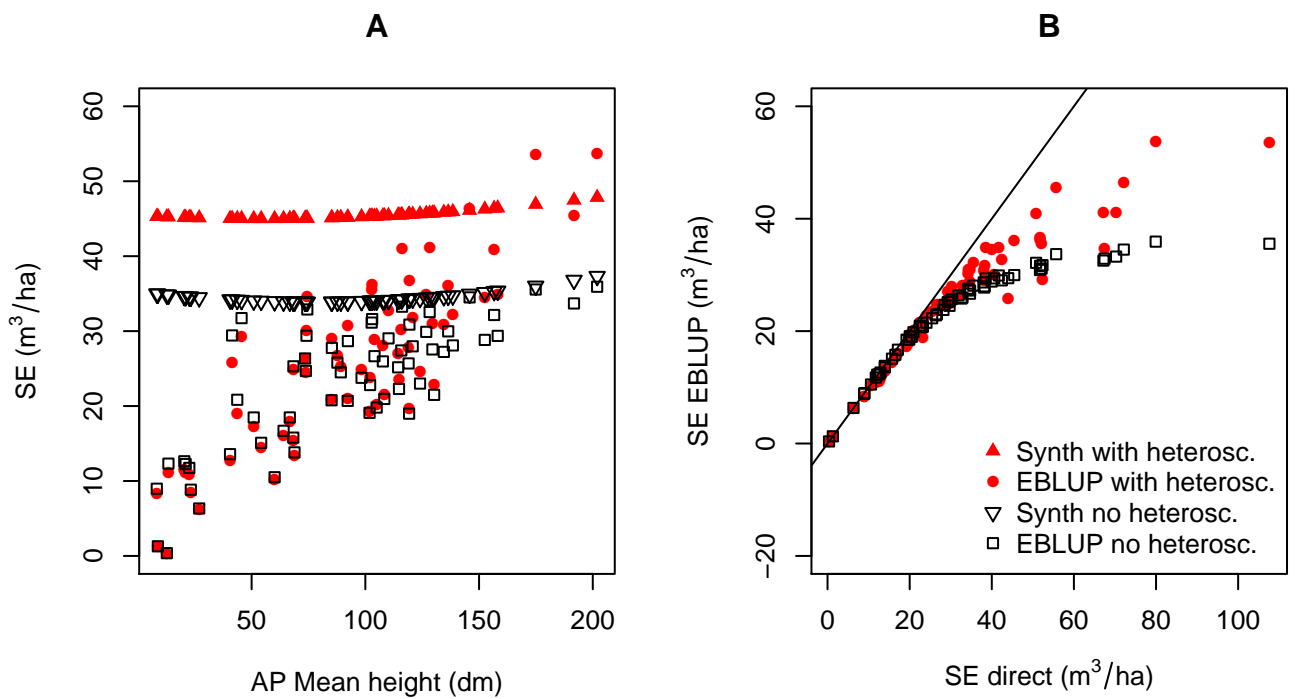 A
SE (m³/ha)
60
50
40
30
20
10
0
50
100
150
200
AP Mean height (dm)
B
SE EBLUP (m³/ha)
60
40
20
0
−20
Synth with heterosc.
EBLUP with heterosc.
Synth no heterosc.
EBLUP no heterosc.
0
20
40
60
80
100
SE direct (m³/ha)